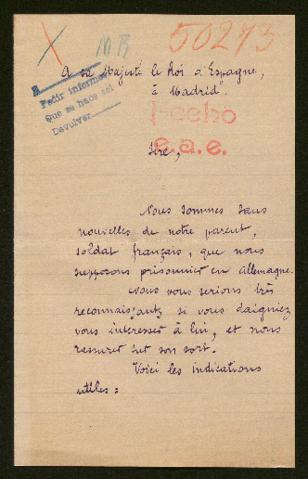 50273
A sa Majesté le Roi d'Espagne,
à Madrid.
Pedir informes
que se hace así
Devolver
Hecho
e.a.e.
Sire,
Nous sommes sans
nouvelles de notre parent,
soldat français, que nous
supposons prisonnier en Allemagne.
Nous vous serions très
reconnaissants si vous daigniez
vous intéresser à lui, et nous
rassurer sur son sort.
Voici les indications
utiles :